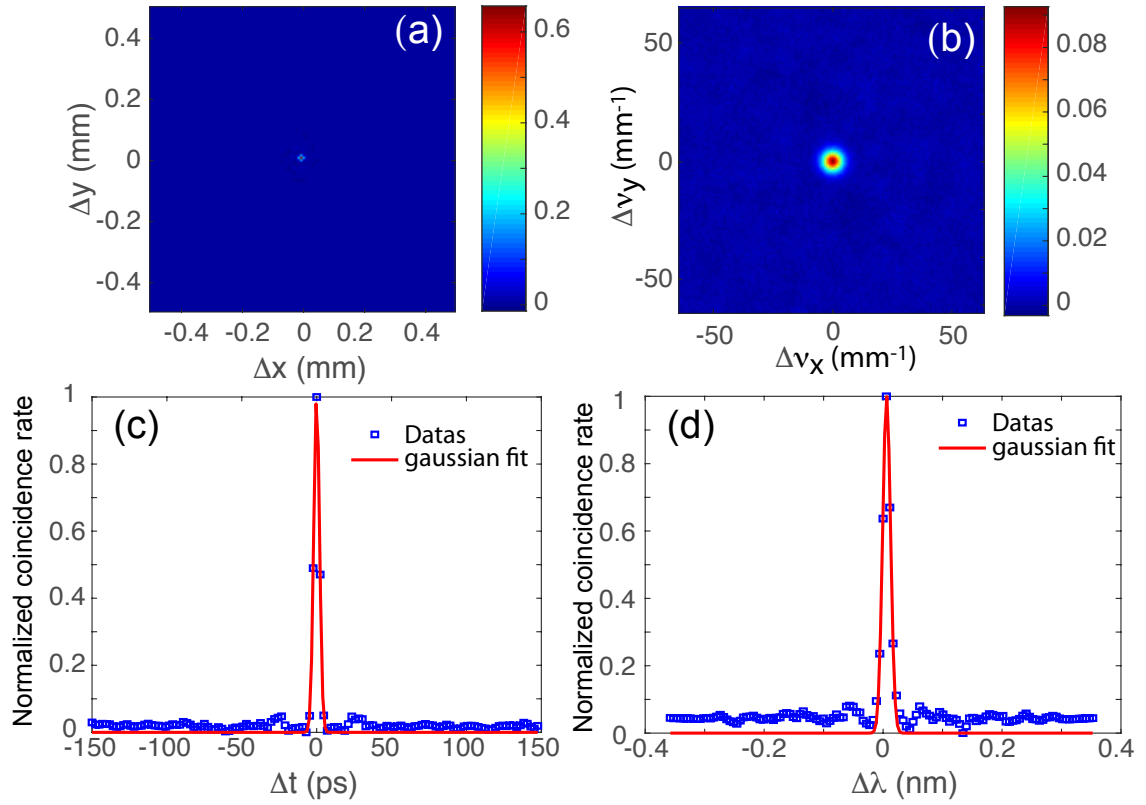 (a)
Δy (mm)
0.4
0.2
0
-0.2
-0.4
-0.4 -0.2 0 0.2 0.4
Δx (mm)
0.6
0.4
0.2
0
(b)
Δνy (mm-1)
50
0
-50
-50 0 50
Δνx (mm-1)
0.08
0.06
0.04
0.02
0
(c)
Normalized coincidence rate
1
0.8
0.6
0.4
0.2
0
-150 -100 -50 0 50 100 150
Δt (ps)
Datas
gaussian fit
(d)
Normalized coincidence rate
1
0.8
0.6
0.4
0.2
0
-0.4 -0.2 0 0.2 0.4
Δλ (nm)
Datas
gaussian fit